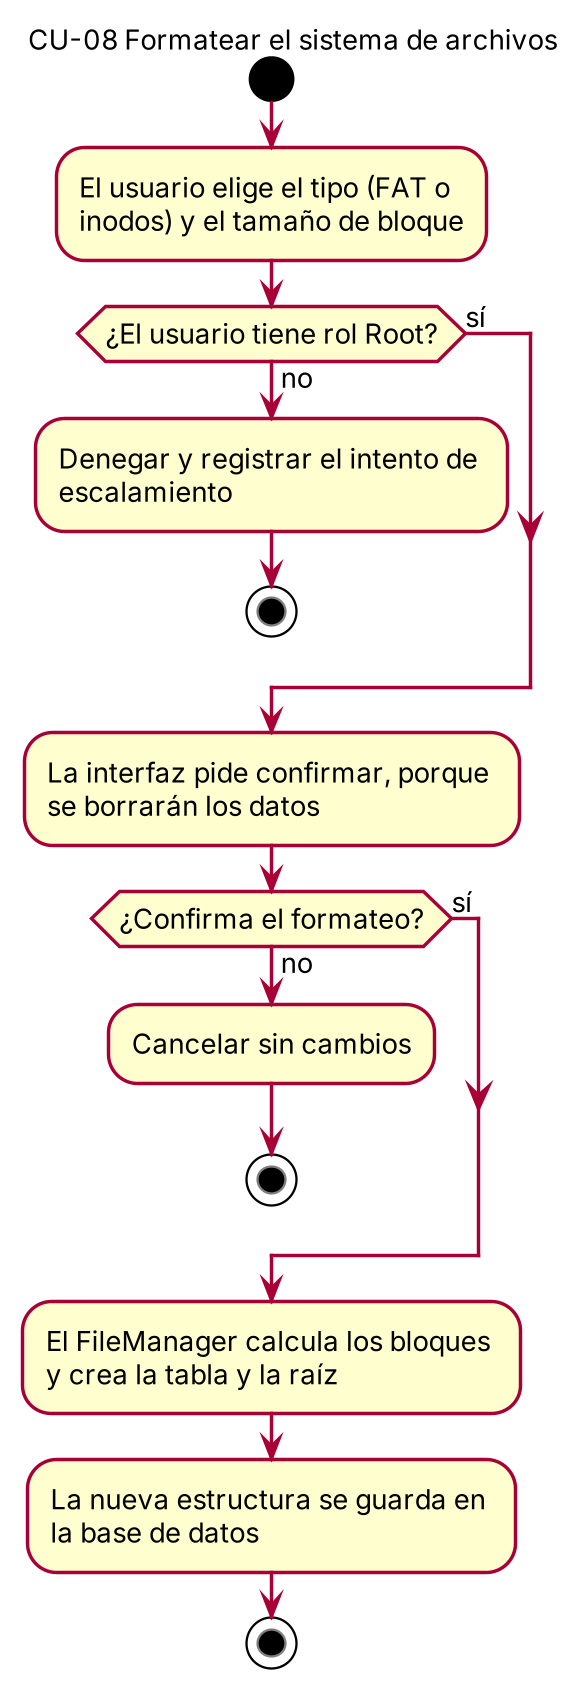 CU-08 Formatear el sistema de archivos
El usuario elige el tipo (FAT o
inodos) y el tamaño de bloque
¿El usuario tiene rol Root?
sí
no
Denegar y registrar el intento de
escalamiento
La interfaz pide confirmar, porque
se borrarán los datos
¿Confirma el formateo?
sí
no
Cancelar sin cambios
El FileManager calcula los bloques
y crea la tabla y la raíz
La nueva estructura se guarda en
la base de datos